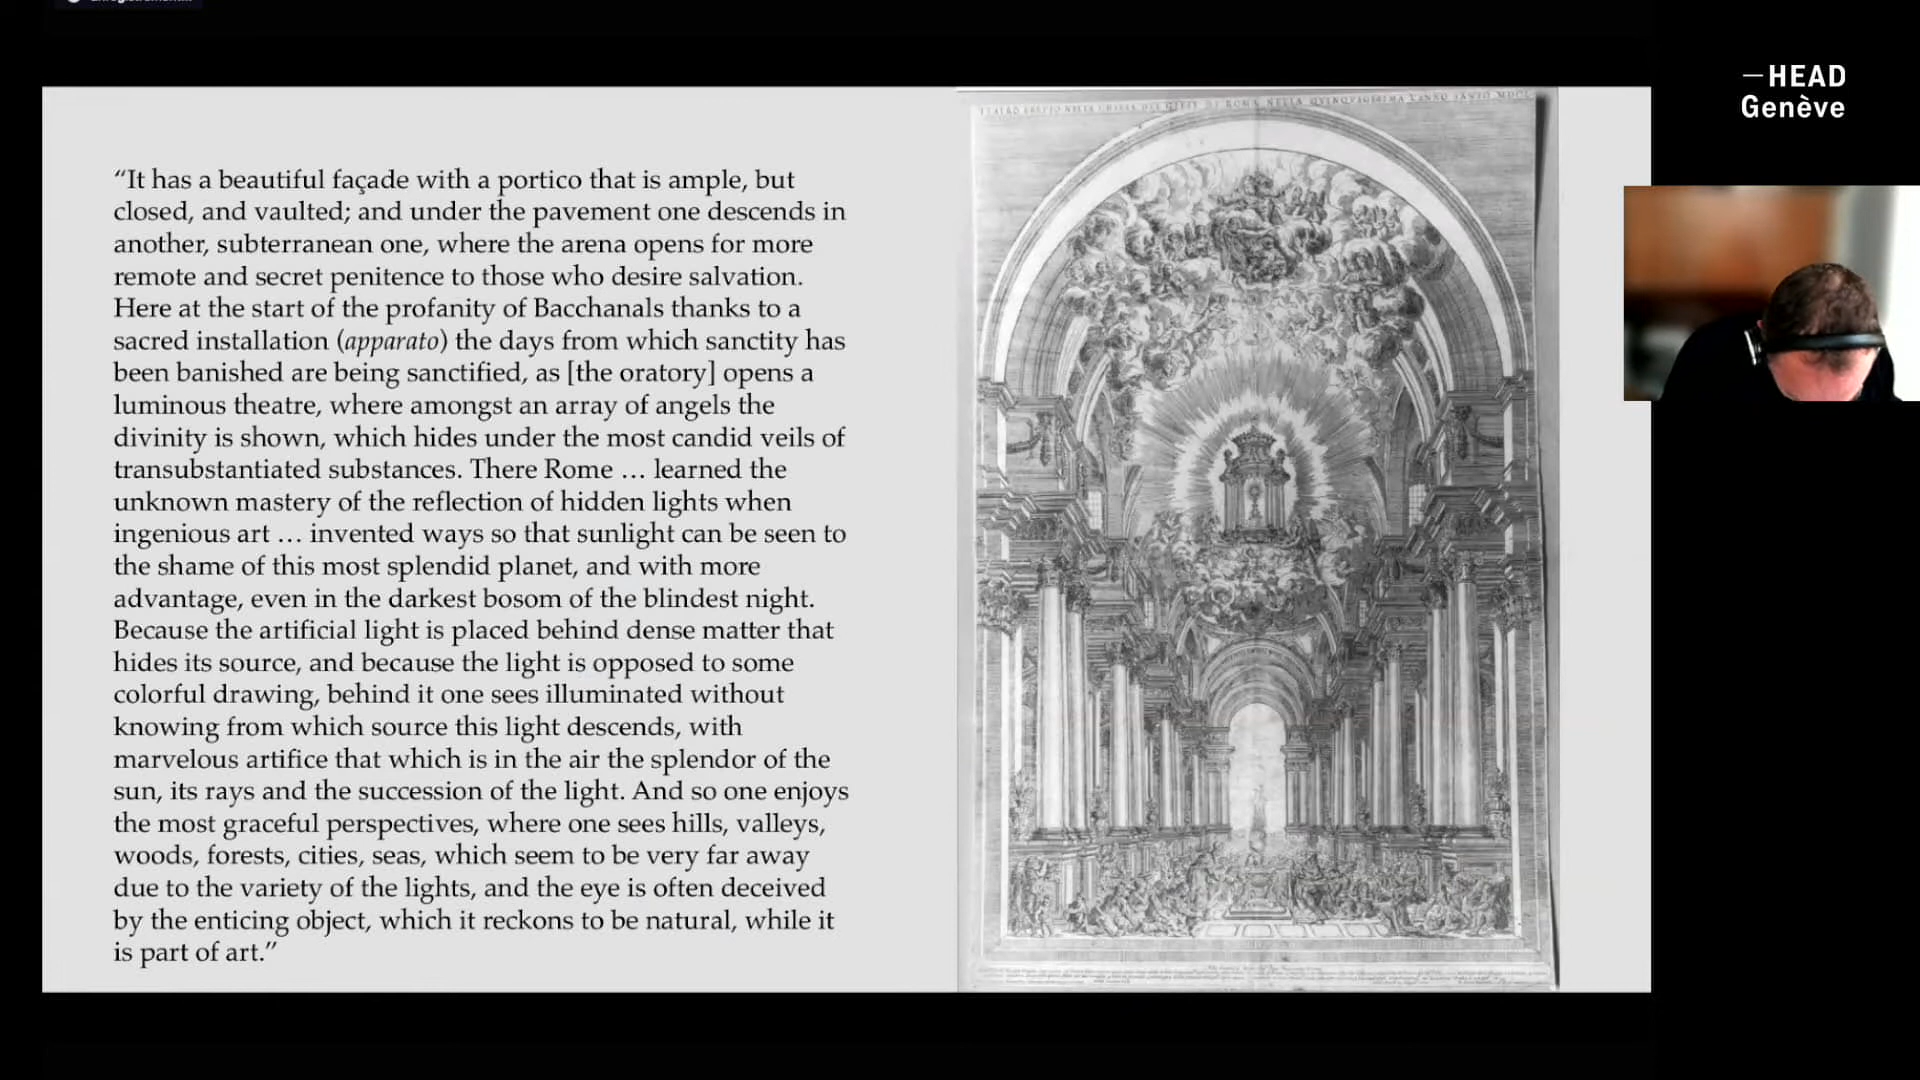 “It has a beautiful façade with a portico that is ample, but
closed, and vaulted; and under the pavement one descends in
another, subterranean one, where the arena opens for more
remote and secret penitence to those who desire salvation.
Here at the start of the profanity of Bacchanals thanks to a
sacred installation (apparato) the days from which sanctity has
been banished are being sanctified, as [the oratory] opens a
luminous theatre, where amongst an array of angels the
divinity is shown, which hides under the most candid veils of
transubstantiated substances. There Rome … learned the
unknown mastery of the reflection of hidden lights when
ingenious art … invented ways so that sunlight can be seen to
the shame of this most splendid planet, and with more
advantage, even in the darkest bosom of the blindest night.
Because the artificial light is placed behind dense matter that
hides its source, and because the light is opposed to some
colorful drawing, behind it one sees illuminated without
knowing from which source this light descends, with
marvelous artifice that which is in the air the splendor of the
sun, its rays and the succession of the light. And so one enjoys
the most graceful perspectives, where one sees hills, valleys,
woods, forests, cities, seas, which seem to be very far away
due to the variety of the lights, and the eye is often deceived
by the enticing object, which it reckons to be natural, while it
is part of art.”
NELLA CHIESA DEL GIESV DI ROMA NELLA QVINQVAGESIMA
—HEAD
Genève